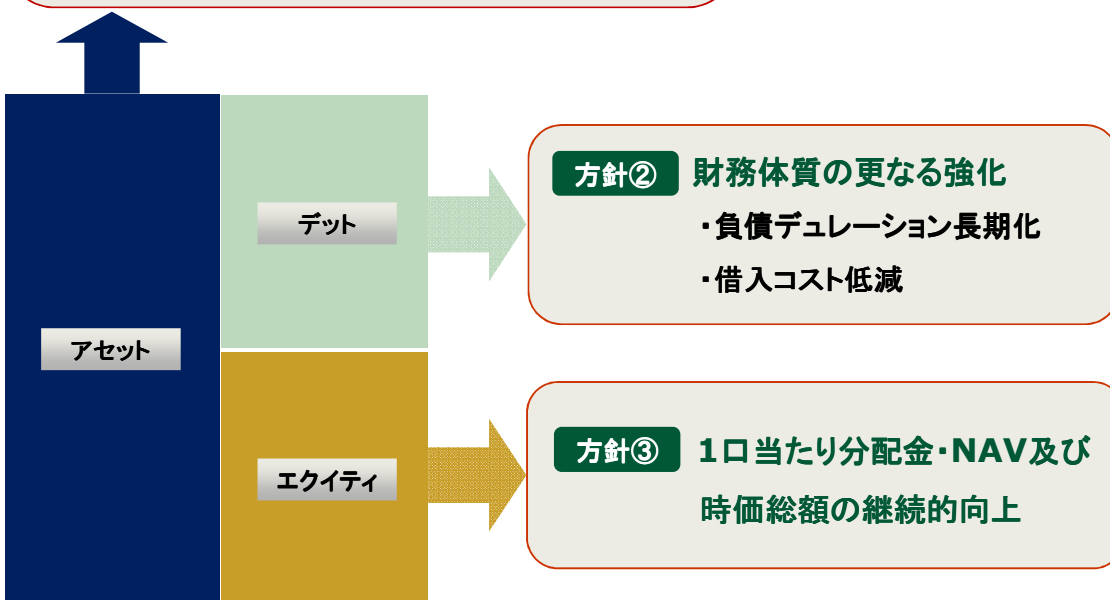 デット
アセット
エクイティ
方針② 財務体質の更なる強化
・負債デュレーション長期化
・借入コスト低減
方針③ 1口当たり分配金・NAV及び
時価総額の継続的向上